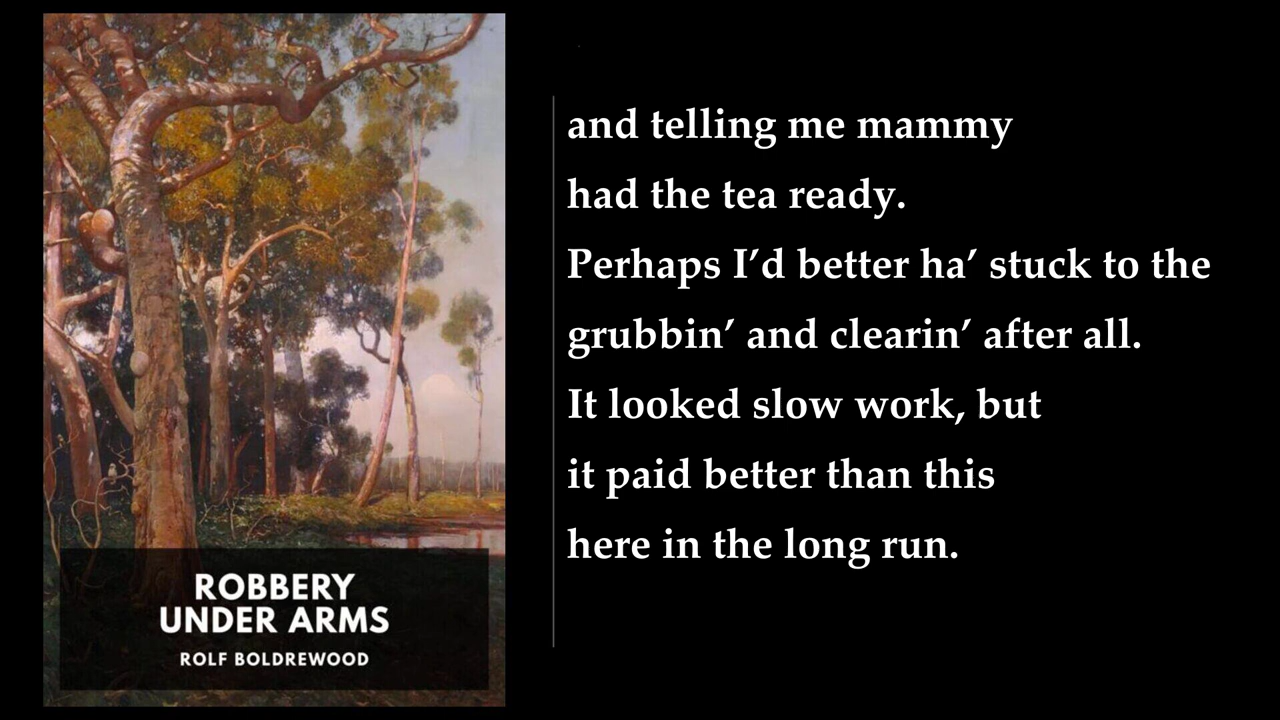 and telling me mammy
had the tea ready.
Perhaps I’d better ha’ stuck to the
grubbin’ and clearin’ after all.
It looked slow work, but
it paid better than this
here in the long run.
ROBBERY
UNDER ARMS
ROLF BOLDREWOOD